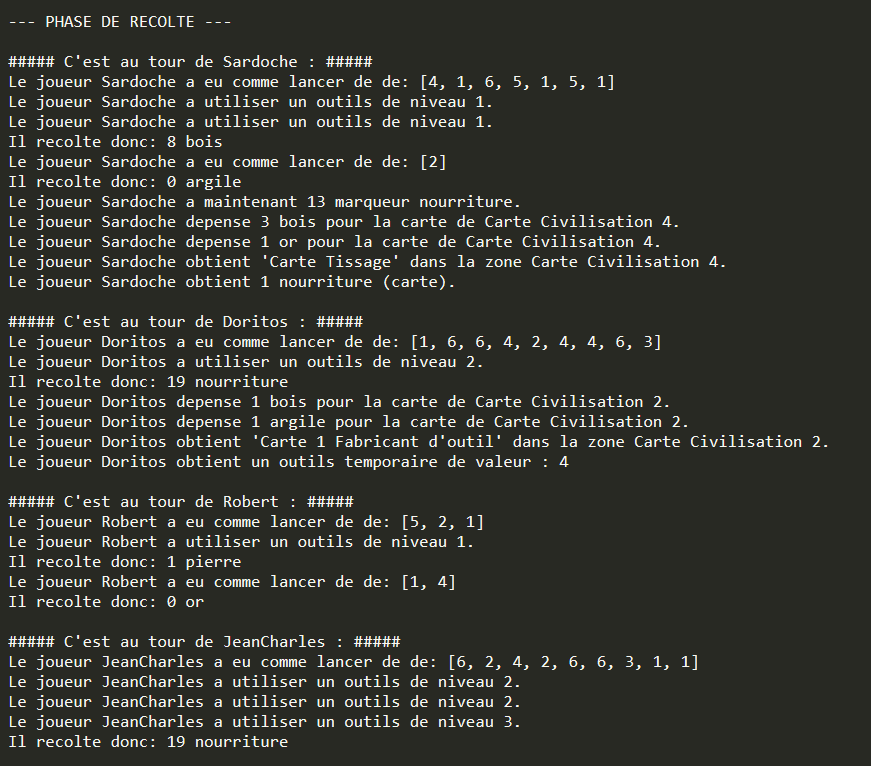 --- PHASE DE RECOLTE ---
##### C'est au tour de Sardoche : #####
Le joueur Sardoche a eu comme lancer de de: [4, 1, 6, 5, 1, 5, 1]
Le joueur Sardoche a utiliser un outils de niveau 1.
Le joueur Sardoche a utiliser un outils de niveau 1.
Il recolte donc: 8 bois
Le joueur Sardoche a eu comme lancer de de: [2]
Il recolte donc: 0 argile
Le joueur Sardoche a maintenant 13 marqueur nourriture.
Le joueur Sardoche depense 3 bois pour la carte de Carte Civilisation 4.
Le joueur Sardoche depense 1 or pour la carte de Carte Civilisation 4.
Le joueur Sardoche obtient 'Carte Tissage' dans la zone Carte Civilisation 4.
Le joueur Sardoche obtient 1 nourriture (carte).
##### C'est au tour de Doritos : #####
Le joueur Doritos a eu comme lancer de de: [1, 6, 6, 4, 2, 4, 4, 6, 3]
Le joueur Doritos a utiliser un outils de niveau 2.
Il recolte donc: 19 nourriture
Le joueur Doritos depense 1 bois pour la carte de Carte Civilisation 2.
Le joueur Doritos depense 1 argile pour la carte de Carte Civilisation 2.
Le joueur Doritos obtient 'Carte 1 Fabricant d'outil' dans la zone Carte Civilisation 2.
Le joueur Doritos obtient un outils temporaire de valeur : 4
##### C'est au tour de Robert : #####
Le joueur Robert a eu comme lancer de de: [5, 2, 1]
Le joueur Robert a utiliser un outils de niveau 1.
Il recolte donc: 1 pierre
Le joueur Robert a eu comme lancer de de: [1, 4]
Il recolte donc: 0 or
##### C'est au tour de JeanCharles : #####
Le joueur JeanCharles a eu comme lancer de de: [6, 2, 4, 2, 6, 6, 3, 1, 1]
Le joueur JeanCharles a utiliser un outils de niveau 2.
Le joueur JeanCharles a utiliser un outils de niveau 2.
Le joueur JeanCharles a utiliser un outils de niveau 3.
Il recolte donc: 19 nourriture